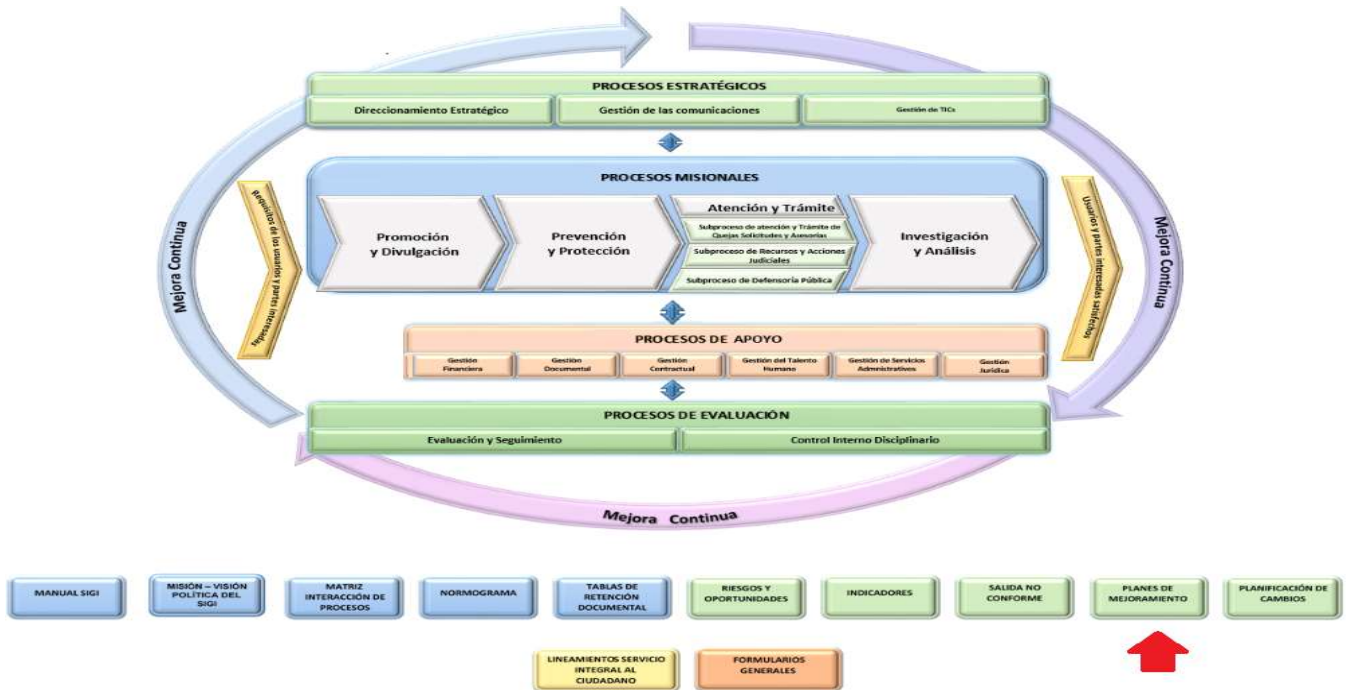 PROCESOS ESTRATÉGICOS
Direccionamiento Estratégico
Gestión de las comunicaciones
Gestión de TICs
PROCESOS MISIONALES
Requisitos de los usuarios y partes interesadas
Mejora Continua
Promoción
y Divulgación
Prevención
y Protección
Atención y Trámite
Subproceso de atención y Trámite de
Quejas Solicitudes y Asesorías
Subproceso de Recursos y Acciones
Judiciales
Subproceso de Defensoría Pública
Investigación
y Análisis
Usuarios y partes interesadas satisfechos
Mejora Continua
PROCESOS DE APOYO
Gestión
Financiera
Gestión
Documental
Gestión
Contractual
Gestión del Talento
Humano
Gestión de Servicios
Admnistrativos
Gestión
Jurídica
PROCESOS DE EVALUACIÓN
Evaluación y Seguimiento
Control Interno Disciplinario
Mejora Continua
MANUAL SIGI
MISIÓN – VISIÓN
POLÍTICA DEL
SIGI
MATRIZ
INTERACCIÓN DE
PROCESOS
NORMOGRAMA
TABLAS DE
RETENCIÓN
DOCUMENTAL
RIESGOS Y
OPORTUNIDADES
INDICADORES
SALIDA NO
CONFORME
PLANES DE
MEJORAMIENTO
PLANIFICACIÓN DE
CAMBIOS
LINEAMIENTOS SERVICIO
INTEGRAL AL
CIUDADANO
FORMULARIOS
GENERALES